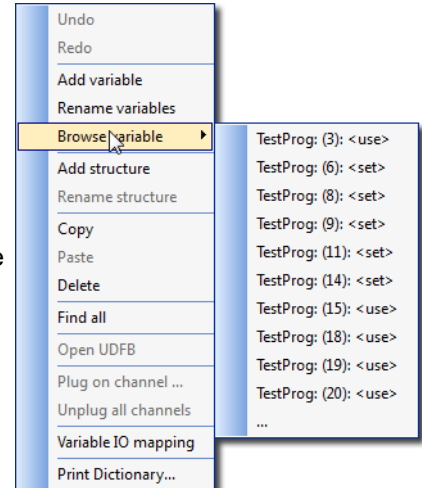 Undo
Redo
Add variable
Rename variables
Browse variable
Add structure
Rename structure
Copy
Paste
Delete
Find all
Open UDFB
Plug on channel ...
Unplug all channels
Variable IO mapping
Print Dictionary...
TestProg: (3): <use>
TestProg: (6): <set>
TestProg: (8): <set>
TestProg: (9): <set>
TestProg: (11): <set>
TestProg: (14): <set>
TestProg: (15): <use>
TestProg: (18): <use>
TestProg: (19): <use>
TestProg: (20): <use>
...
e